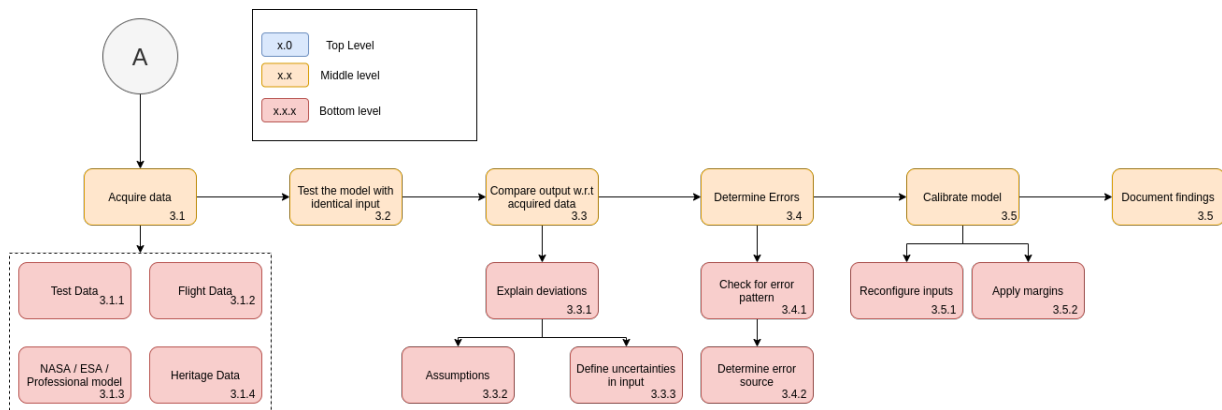 A
x.0
Top Level
x.x
Middle level
x.x.x
Bottom level
Acquire data
3.1
Test the model with
identical input
3.2
Compare output w.r.t
acquired data
3.3
Determine Errors
3.4
Calibrate model
3.5
Document findings
3.5
Test Data
3.1.1
Flight Data
3.1.2
NASA / ESA /
Professional model
3.1.3
Heritage Data
3.1.4
Explain deviations
3.3.1
Assumptions
3.3.2
Define uncertainties
in input
3.3.3
Check for error
pattern
3.4.1
Determine error
source
3.4.2
Reconfigure inputs
3.5.1
Apply margins
3.5.2